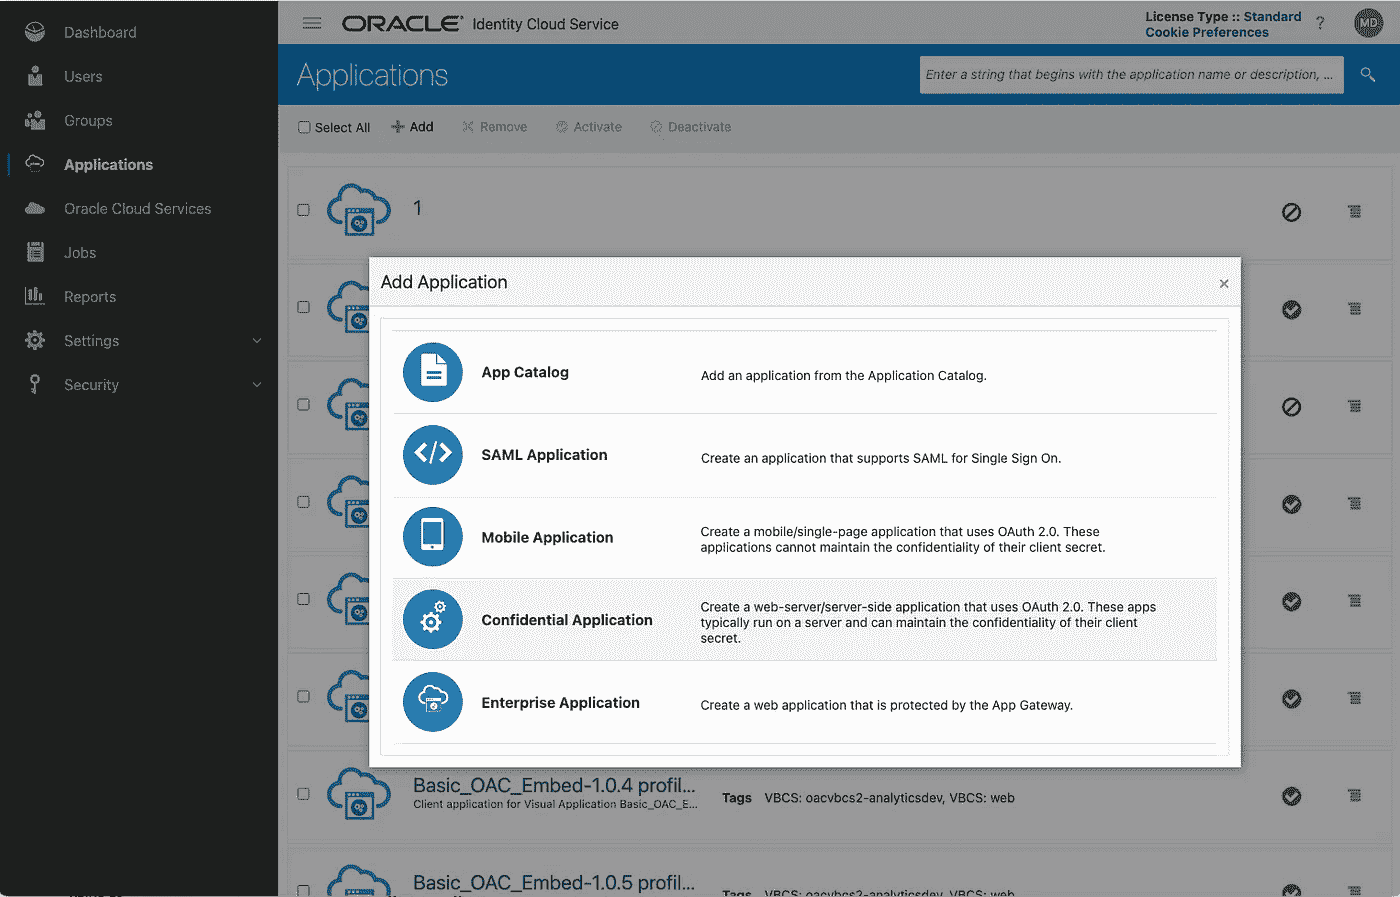 Dashboard
Users
Groups
Applications
Oracle Cloud Services
Jobs
Reports
Settings
Security
ORACLE® Identity Cloud Service
License Type :: Standard
Cookie Preferences
?
MD
Applications
Enter a string that begins with the application name or description, ...
Select All
Add
Remove
Activate
Deactivate
1
Add Application
×
App Catalog
Add an application from the Application Catalog.
</>
SAML Application
Create an application that supports SAML for Single Sign On.
Mobile Application
Create a mobile/single-page application that uses OAuth 2.0. These
applications cannot maintain the confidentiality of their client secret.
Confidential Application
Create a web-server/server-side application that uses OAuth 2.0. These apps
typically run on a server and can maintain the confidentiality of their client
secret.
Enterprise Application
Create a web application that is protected by the App Gateway.
Basic_OAC_Embed-1.0.4 profil...
Client application for Visual Application Basic_OAC_E...
Tags VBCS: oacvbcs2-analyticsdev, VBCS: web
Basic_OAC_Embed-1.0.5 profil...
Tags VBCS: oacvbcs2-analyticsdev, VBCS: web